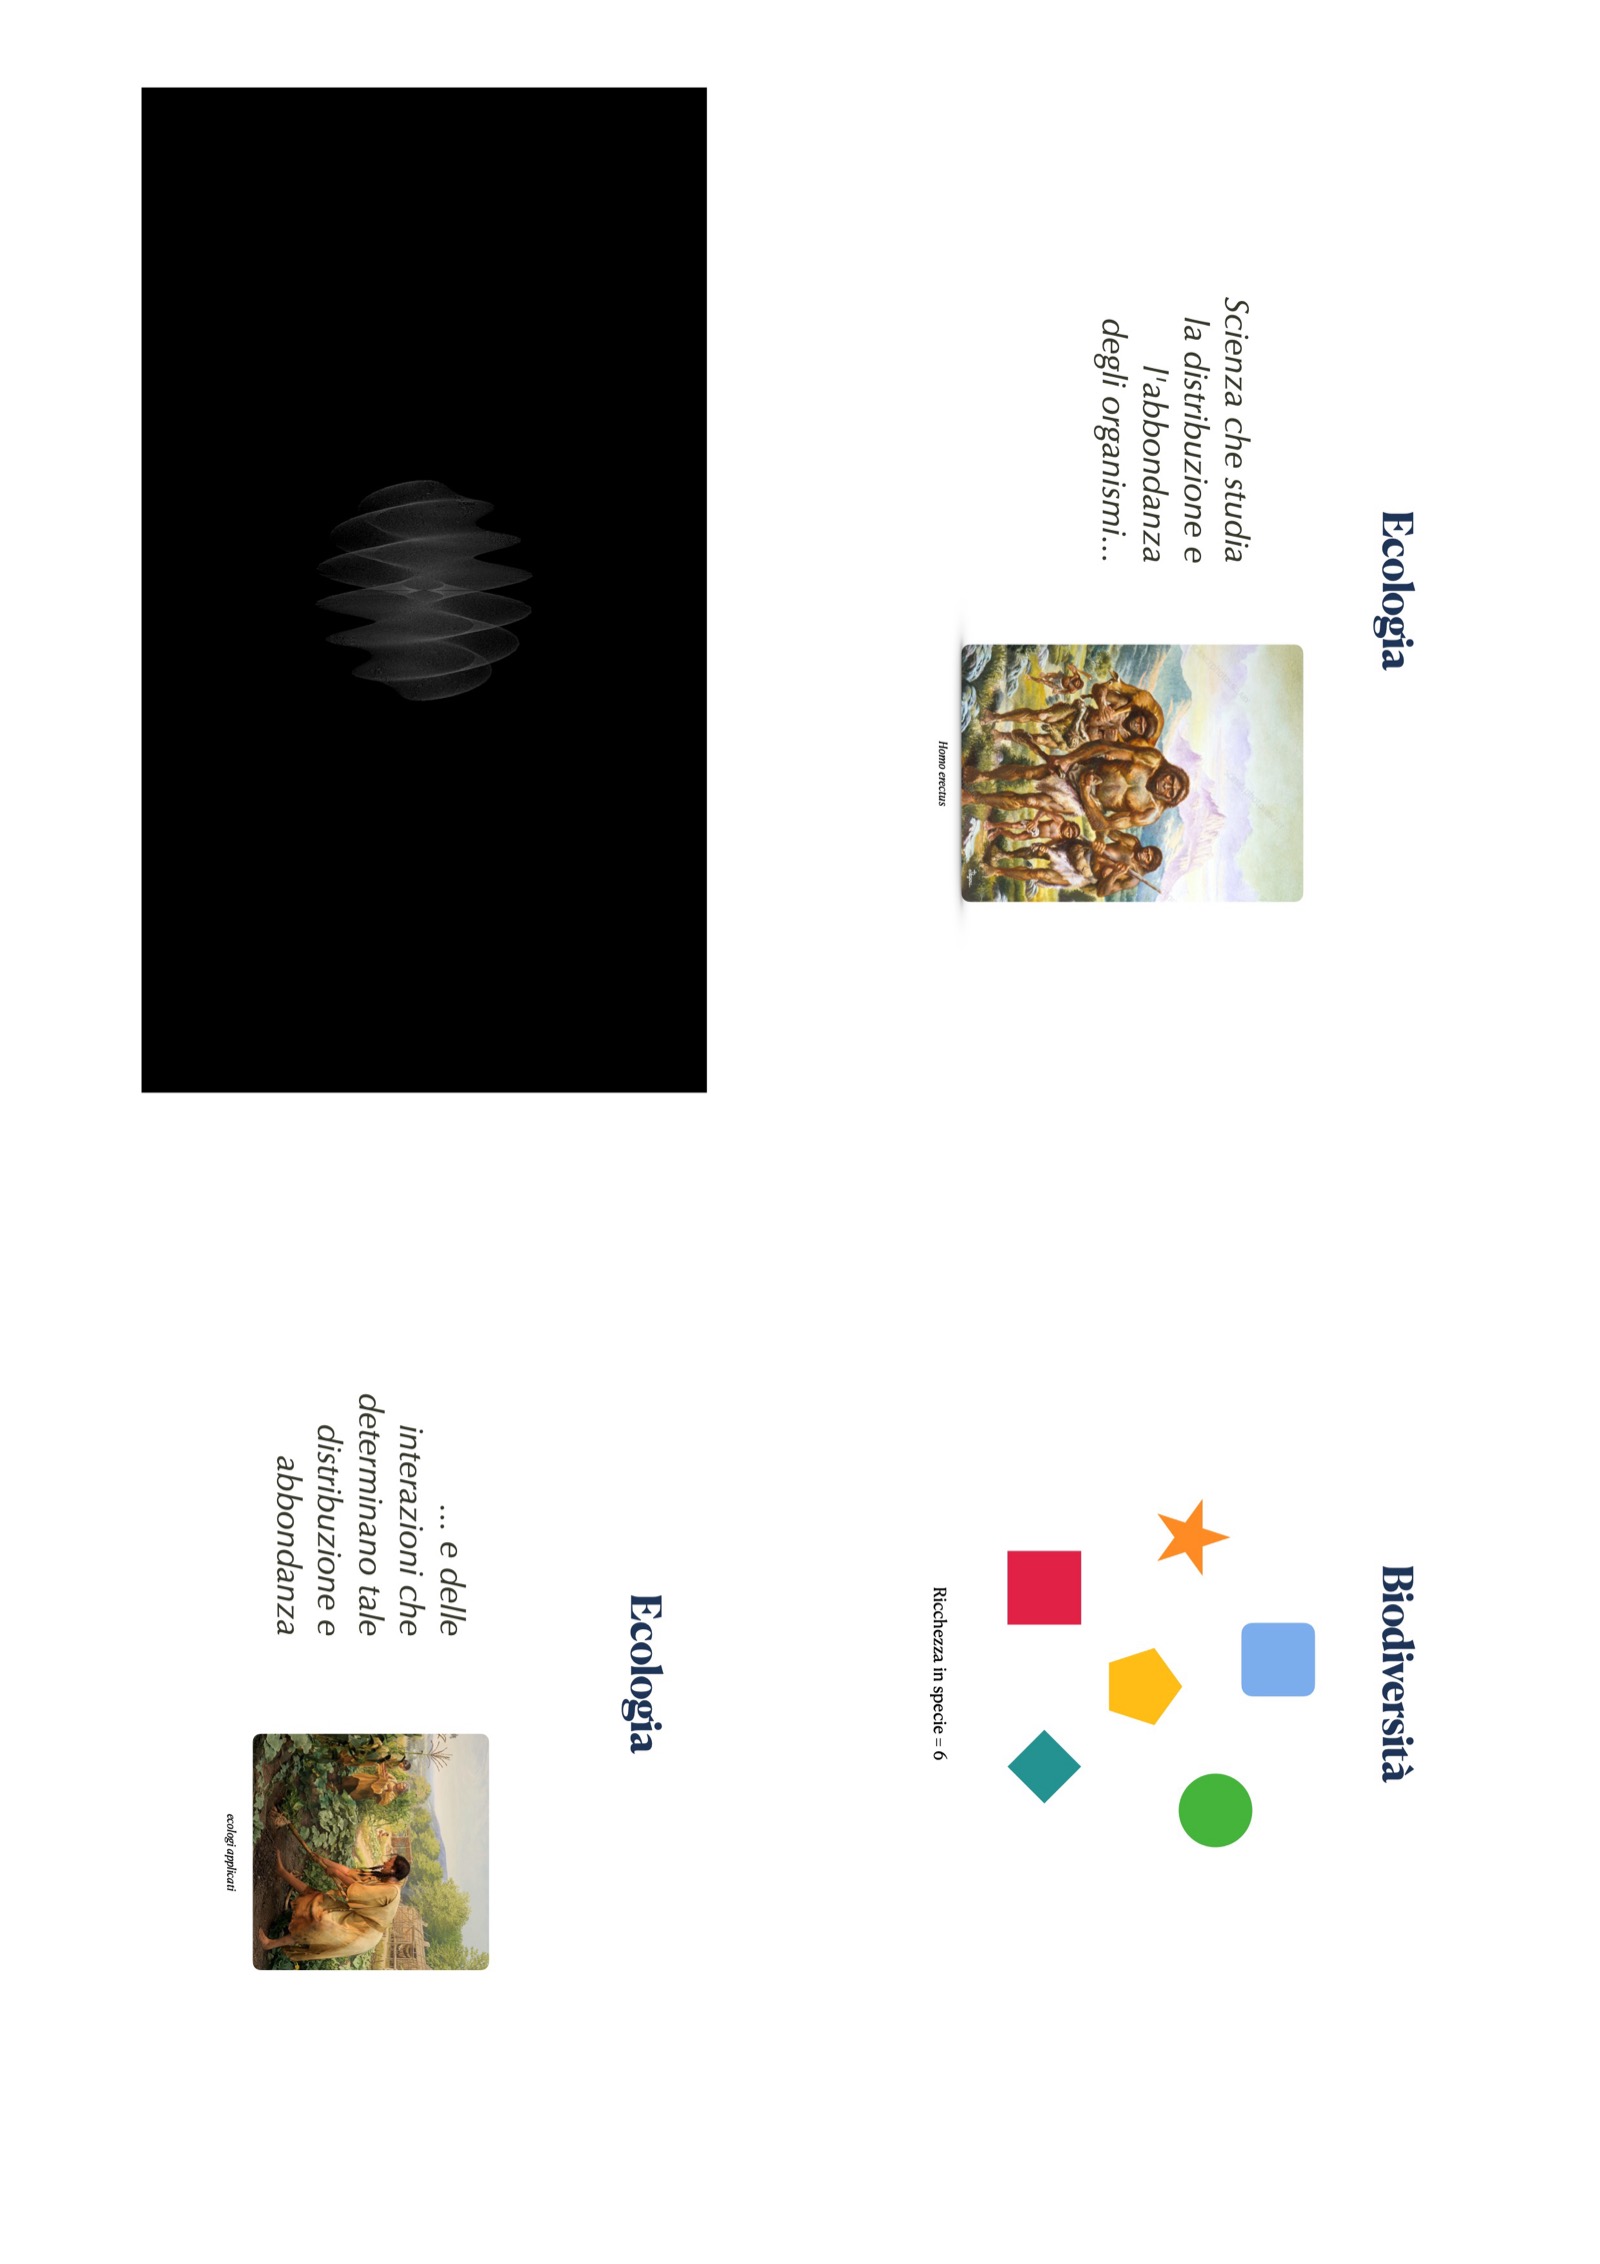 Ecologia
Scienza che studia
la distribuzione e
l'abbondanza
degli organismi...
Homo erectus
Biodiversità
Ricchezza in specie = 6
Ecologia
... e delle
interazioni che
determinano tale
distribuzione e
abbondanza
ecologi applicati